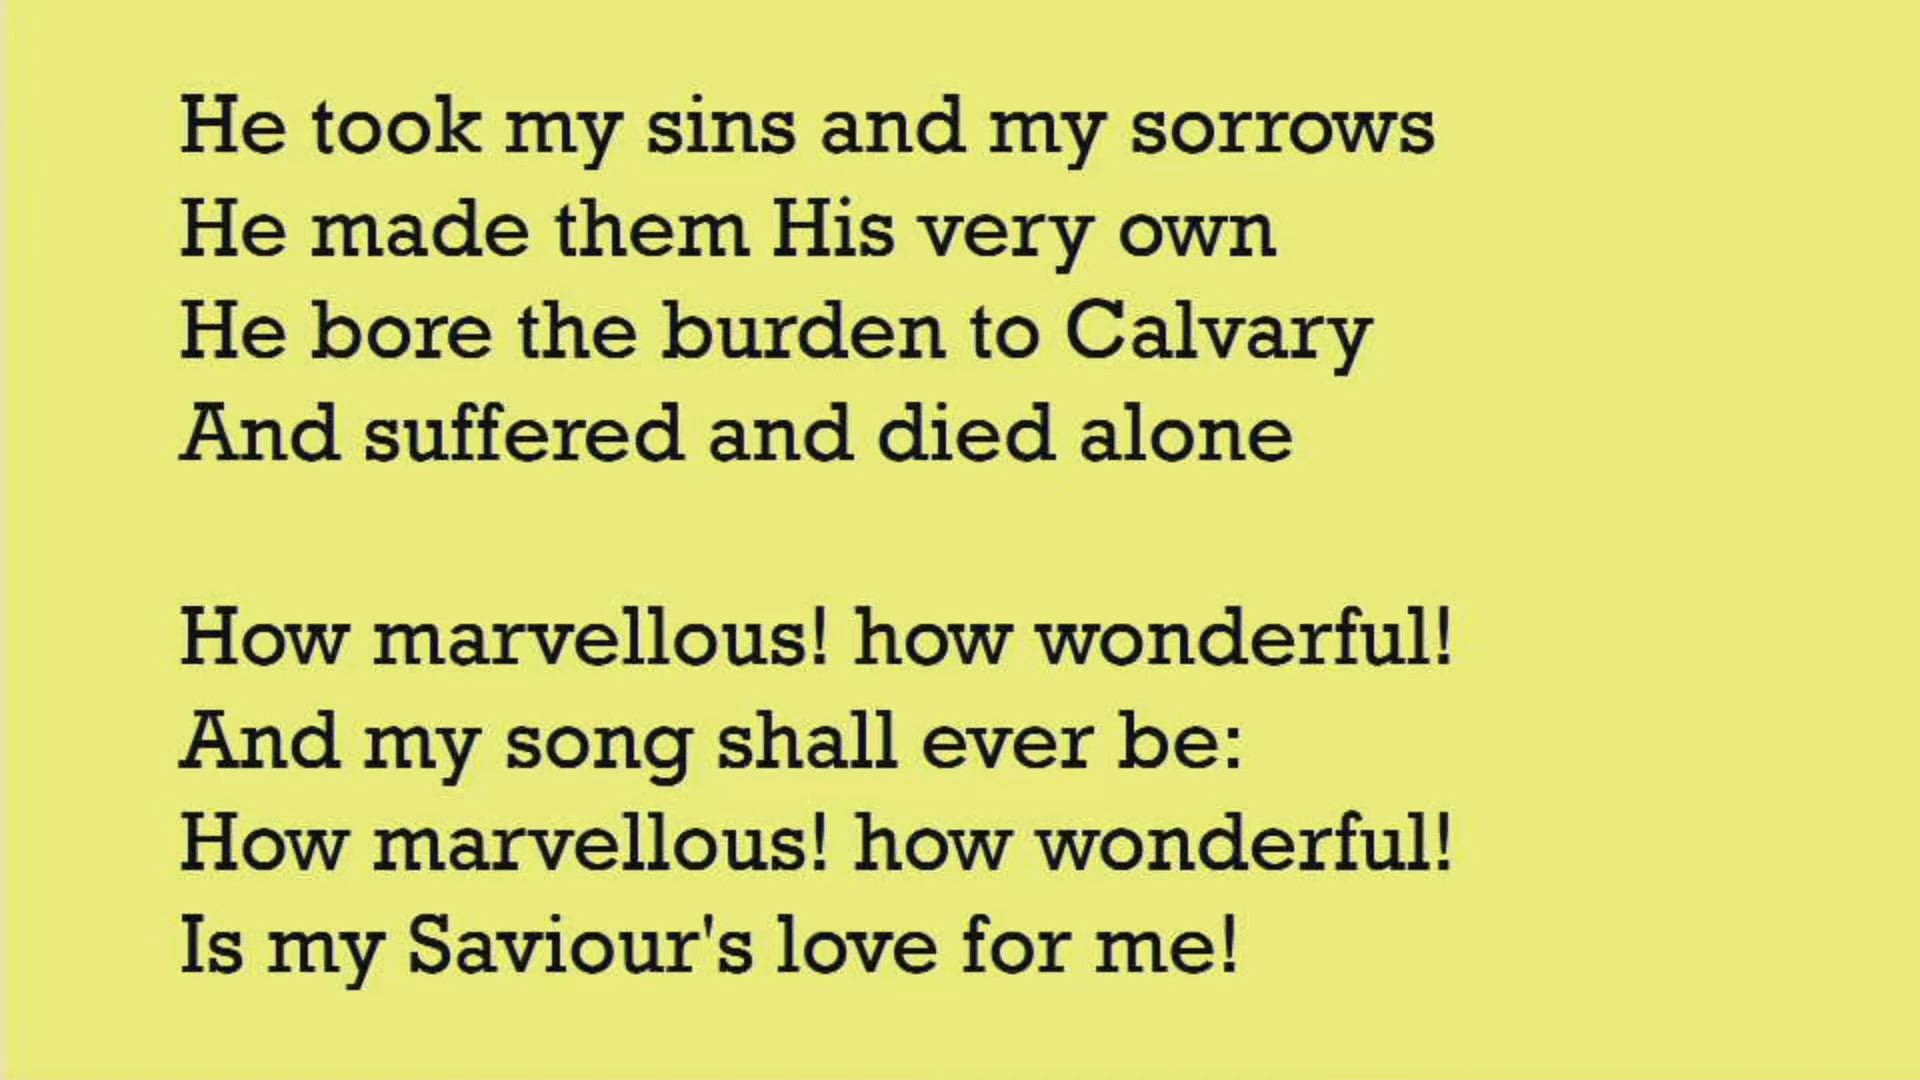 He took my sins and my sorrows
He made them His very own
He bore the burden to Calvary
And suffered and died alone
How marvellous! how wonderful!
And my song shall ever be:
How marvellous! how wonderful!
Is my Saviour's love for me!